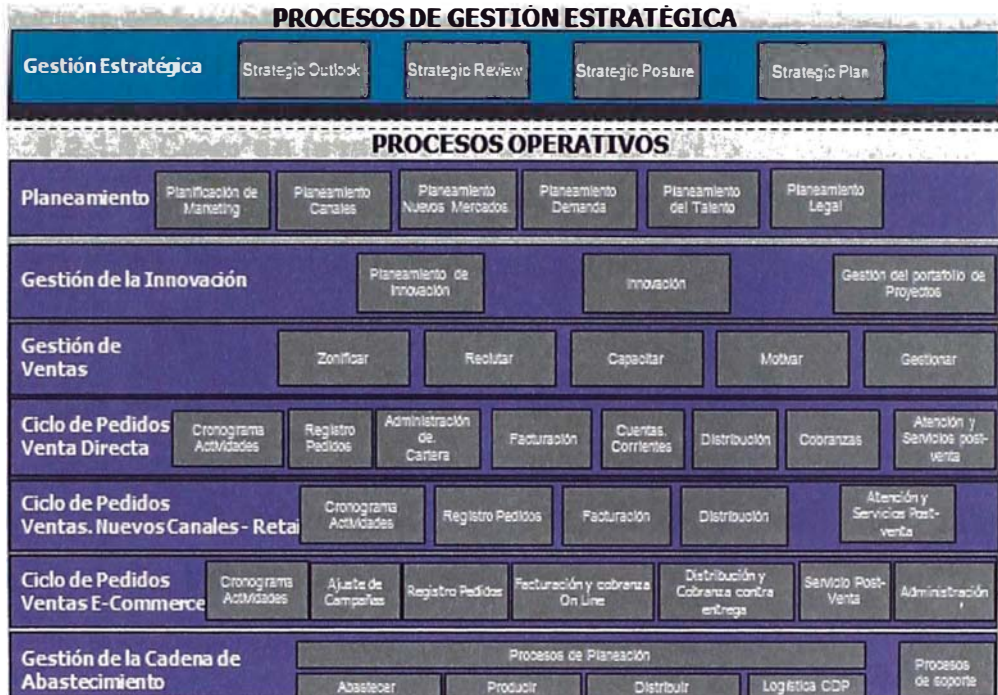 PROCESOS DE GESTIÓN ESTRATÉGICA
Gestión Estratégica
Strategic Outlook
Strategic Review
Strategic Posture
Strategic Plan
PROCESOS OPERATIVOS
Planeamiento
Planificación de
Marketing
Planeamiento
Canales
Planeamiento
Nuevos Mercados
Planeamiento
Demanda
Planeamiento
del Talento
Planeamiento
Legal
Gestión de la Innovación
Planeamiento de
Innovación
Innovación
Gestión del portafolio de
Proyectos
Gestión de
Ventas
Zonificar
Reclutar
Capacitar
Motivar
Gestionar
Ciclo de Pedidos
Venta Directa
Cronograma
Actividades
Registro
Pedidos
Administración
de.
Cartera
Facturación
Cuentas.
Corrientes
Distribución
Cobranzas
Atención y
Servicios post-
venta
Ciclo de Pedidos
Ventas. Nuevos Canales - Retai
Cronograma
Actividades
Registro Pedidos
Facturación
Distribución
Atención y
Servicios Post-
venta
Ciclo de Pedidos
Ventas E-Commerce
Cronograma
Actividades
Ajuste de
Campañas
Registro Pedidos
Facturación y cobranza
On Line
Distribución y
Cobranza contra
entrega
Servicio Post-
Venta
Administración
Gestión de la Cadena de
Abastecimiento
Procesos de Planeación
Abastecer
Producir
Distribuir
Logística CDP
Procesos
de soporte